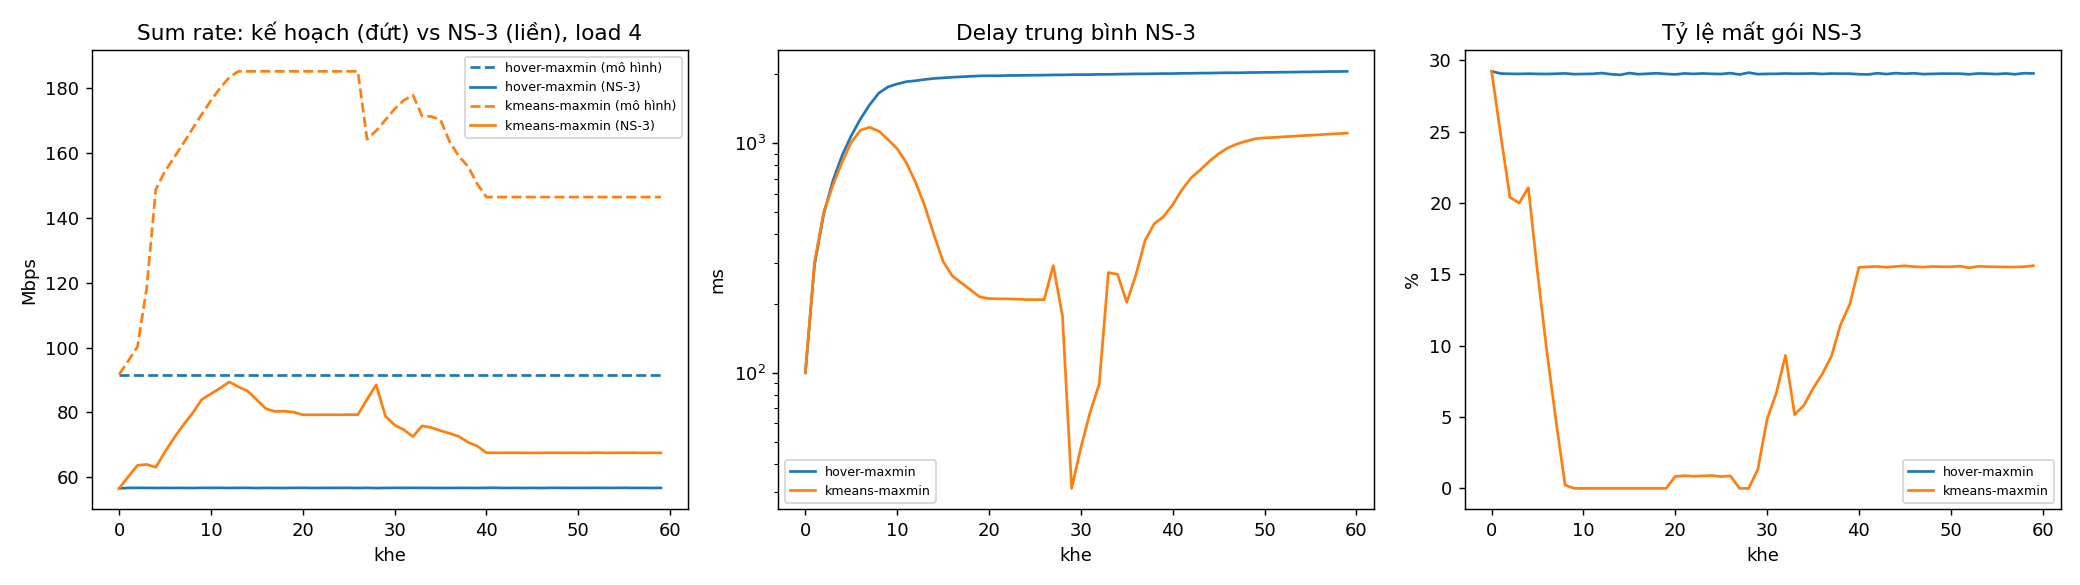 Sum rate: kế hoạch (đứt) vs NS-3 (liền), load 4
hover-maxmin (mô hình)
hover-maxmin (NS-3)
kmeans-maxmin (mô hình)
kmeans-maxmin (NS-3)
Mbps
180
160
140
120
100
80
60
0 10 20 30 40 50 60
khe
Delay trung bình NS-3
ms
10³
10²
hover-maxmin
kmeans-maxmin
0 10 20 30 40 50 60
khe
Tỷ lệ mất gói NS-3
%
30
25
20
15
10
5
0
hover-maxmin
kmeans-maxmin
0 10 20 30 40 50 60
khe